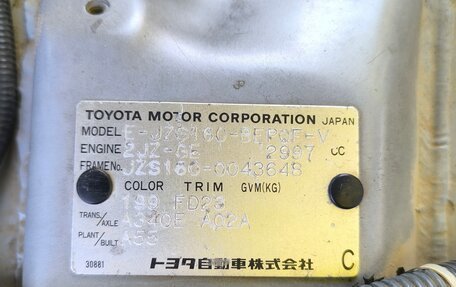 TOYOTA MOTOR CORPORATION JAPAN
MODEL E-JZS160-BEPQF-V
ENGINE 2JZ-GE 2997 CC
FRAME No. JZS160-0043648
COLOR TRIM GVM(KG)
199 FD29
TRANS./AXLE A340E A02A
PLANT/BUILT A55
30881
トヨタ自動車株式会社 C